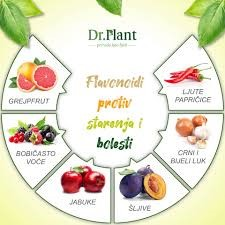 Dr.Plant
Flavonoidi
protiv
starenja i
bolesti
GREJPFRUT
LJUTE
PAPRIČICE
BOBIČASTO
VOĆE
CRNI I
BIJELI LUK
JABUKE
ŠLJIVE